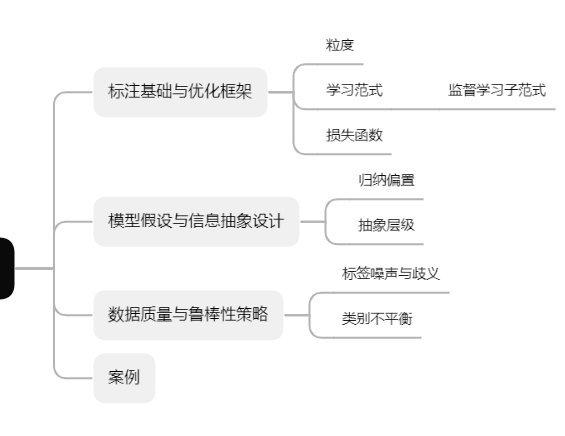 标注基础与优化框架
粒度
学习范式
监督学习子范式
损失函数
模型假设与信息抽象设计
归纳偏置
抽象层级
数据质量与鲁棒性策略
标签噪声与歧义
类别不平衡
案例